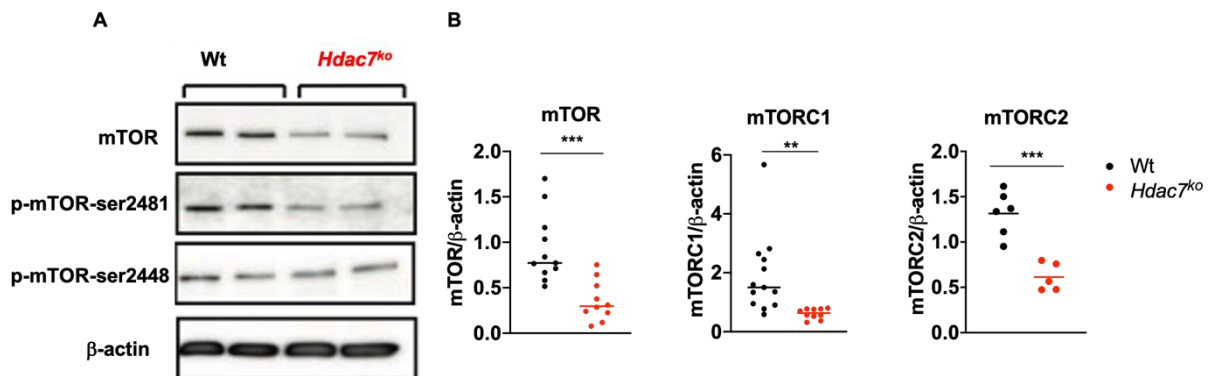 A
Wt
Hdac7ko
mTOR
p-mTOR-ser2481
p-mTOR-ser2448
β-actin
B
mTOR
***
mTOR/β-actin
2.0
1.5
1.0
0.5
0.0
mTORC1
**
mTORC1/β-actin
6
4
2
0
mTORC2
***
mTORC2/β-actin
2.0
1.5
1.0
0.5
0.0
Wt
Hdac7ko